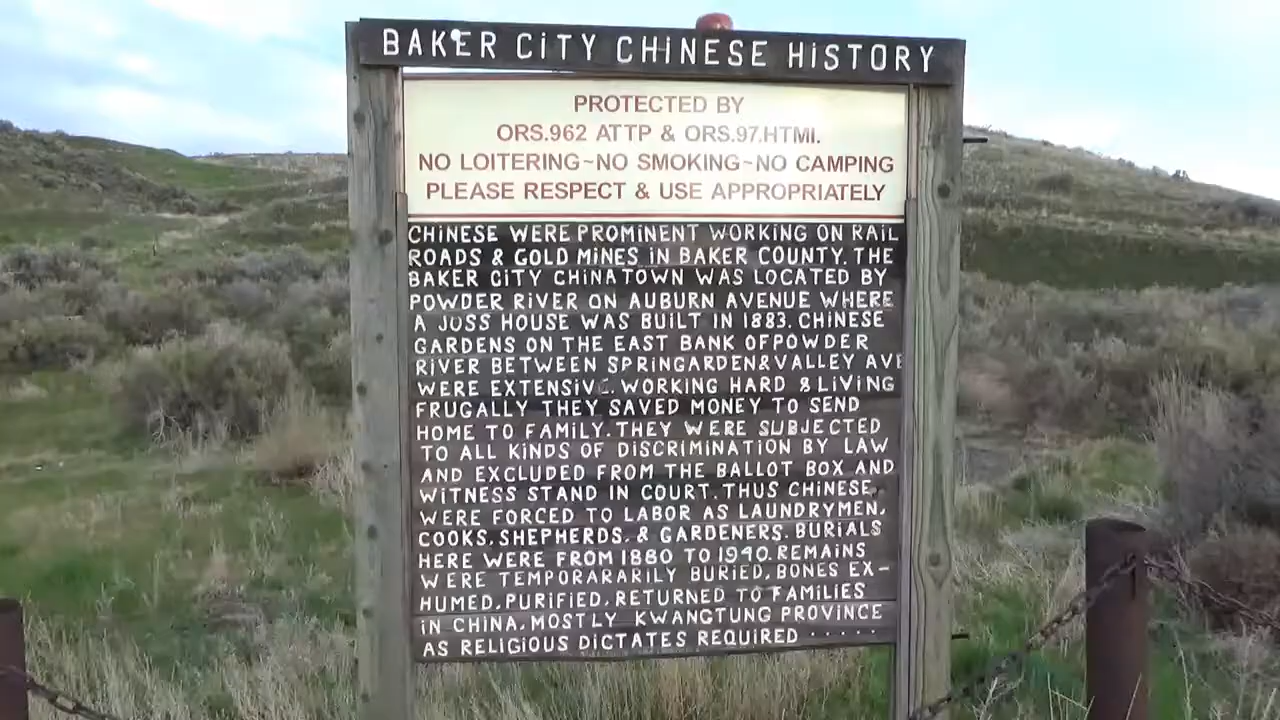 BAKER CiTY CHINESE HiSTORY
PROTECTED BY
ORS.962 ATTP & ORS.97.HTMl.
NO LOITERING~NO SMOKING~NO CAMPING
PLEASE RESPECT & USE APPROPRIATELY
CHINESE WERE PROMINENT WORKING ON RAIL
ROADS & GOLD MINES IN BAKER COUNTY. THE
BAKER CITY CHINATOWN WAS LOCATED BY
POWDER RIVER ON AUBURN AVENUE WHERE
A JOSS HOUSE WAS BUILT IN 1883. CHINESE
GARDENS ON THE EAST BANK OFPOWDER
RIVER BETWEEN SPRINGARDEN&VALLEY AVE
WERE EXTENSIVE. WORKING HARD & LIVING
FRUGALLY THEY SAVED MONEY TO SEND
HOME TO FAMILY. THEY WERE SUBJECTED
TO ALL KINDS OF DISCRIMINATION BY LAW
AND EXCLUDED FROM THE BALLOT BOX AND
WITNESS STAND IN COURT. THUS CHINESE,
WERE FORCED TO LABOR AS LAUNDRYMEN,
COOKS, SHEPHERDS, & GARDENERS. BURIALS
HERE WERE FROM 1880 TO 1940. REMAINS
WERE TEMPORARARILY BURIED, BONES EX-
HUMED, PURIFIED, RETURNED TO FAMILIES
IN CHINA, MOSTLY KWANGTUNG PROVINCE
AS RELIGIOUS DICTATES REQUIRED .....